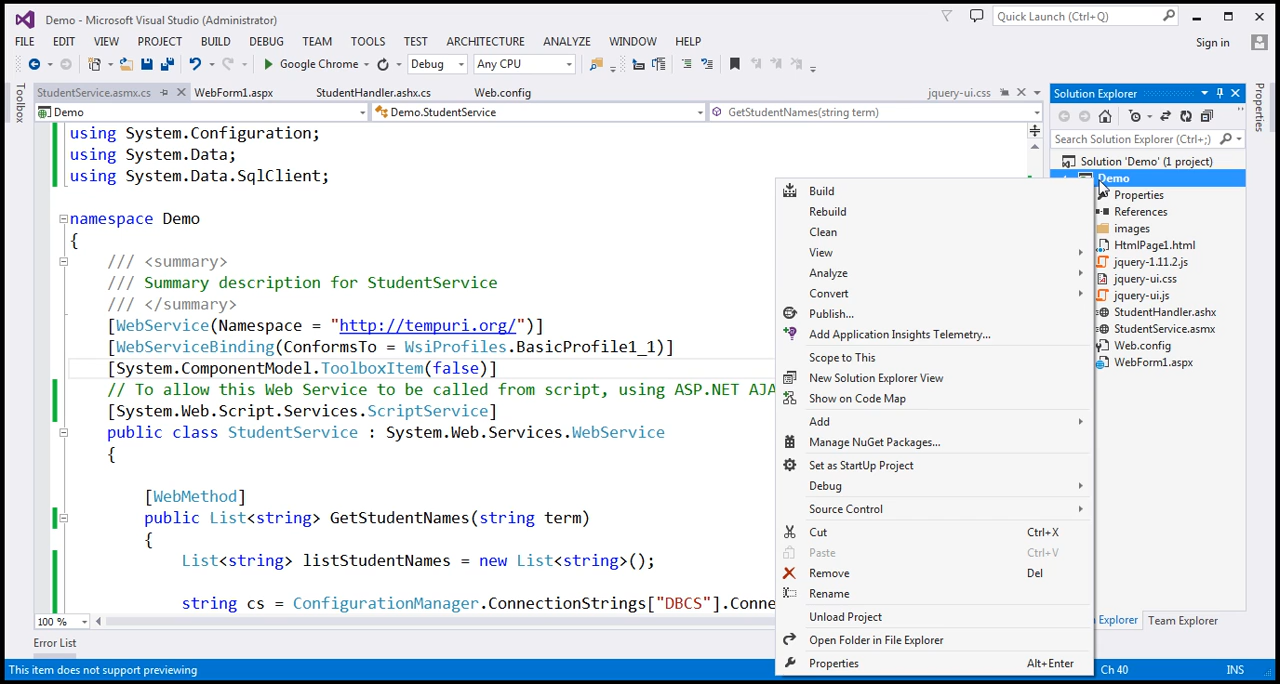 Demo - Microsoft Visual Studio (Administrator)
Quick Launch (Ctrl+Q)
FILE EDIT VIEW PROJECT BUILD DEBUG TEAM TOOLS TEST ARCHITECTURE ANALYZE WINDOW HELP
Sign in
Google Chrome Debug Any CPU
Toolbox
StudentService.asmx.cs WebForm1.aspx StudentHandler.ashx.cs Web.config jquery-ui.css
Demo Demo.StudentService GetStudentNames(string term)
using System.Configuration;
using System.Data;
using System.Data.SqlClient;
namespace Demo
{
/// <summary>
/// Summary description for StudentService
/// </summary>
[WebService(Namespace = "http://tempuri.org/")]
[WebServiceBinding(ConformsTo = WsiProfiles.BasicProfile1_1)]
[System.ComponentModel.ToolboxItem(false)]
// To allow this Web Service to be called from script, using ASP.NET AJA
[System.Web.Script.Services.ScriptService]
public class StudentService : System.Web.Services.WebService
{
[WebMethod]
public List<string> GetStudentNames(string term)
{
List<string> listStudentNames = new List<string>();
string cs = ConfigurationManager.ConnectionStrings["DBCS"].Conne
100 %
Error List
This item does not support previewing
Build
Rebuild
Clean
View
Analyze
Convert
Publish...
Add Application Insights Telemetry...
Scope to This
New Solution Explorer View
Show on Code Map
Add
Manage NuGet Packages...
Set as StartUp Project
Debug
Source Control
Cut Ctrl+X
Paste Ctrl+V
Remove Del
Rename
Unload Project
Open Folder in File Explorer
Properties Alt+Enter
Solution Explorer
Search Solution Explorer (Ctrl+;)
Solution 'Demo' (1 project)
Demo
Properties
References
images
HtmlPage1.html
jquery-1.11.2.js
jquery-ui.css
jquery-ui.js
StudentHandler.ashx
StudentService.asmx
Web.config
WebForm1.aspx
Explorer Team Explorer
Properties
Ch 40 INS